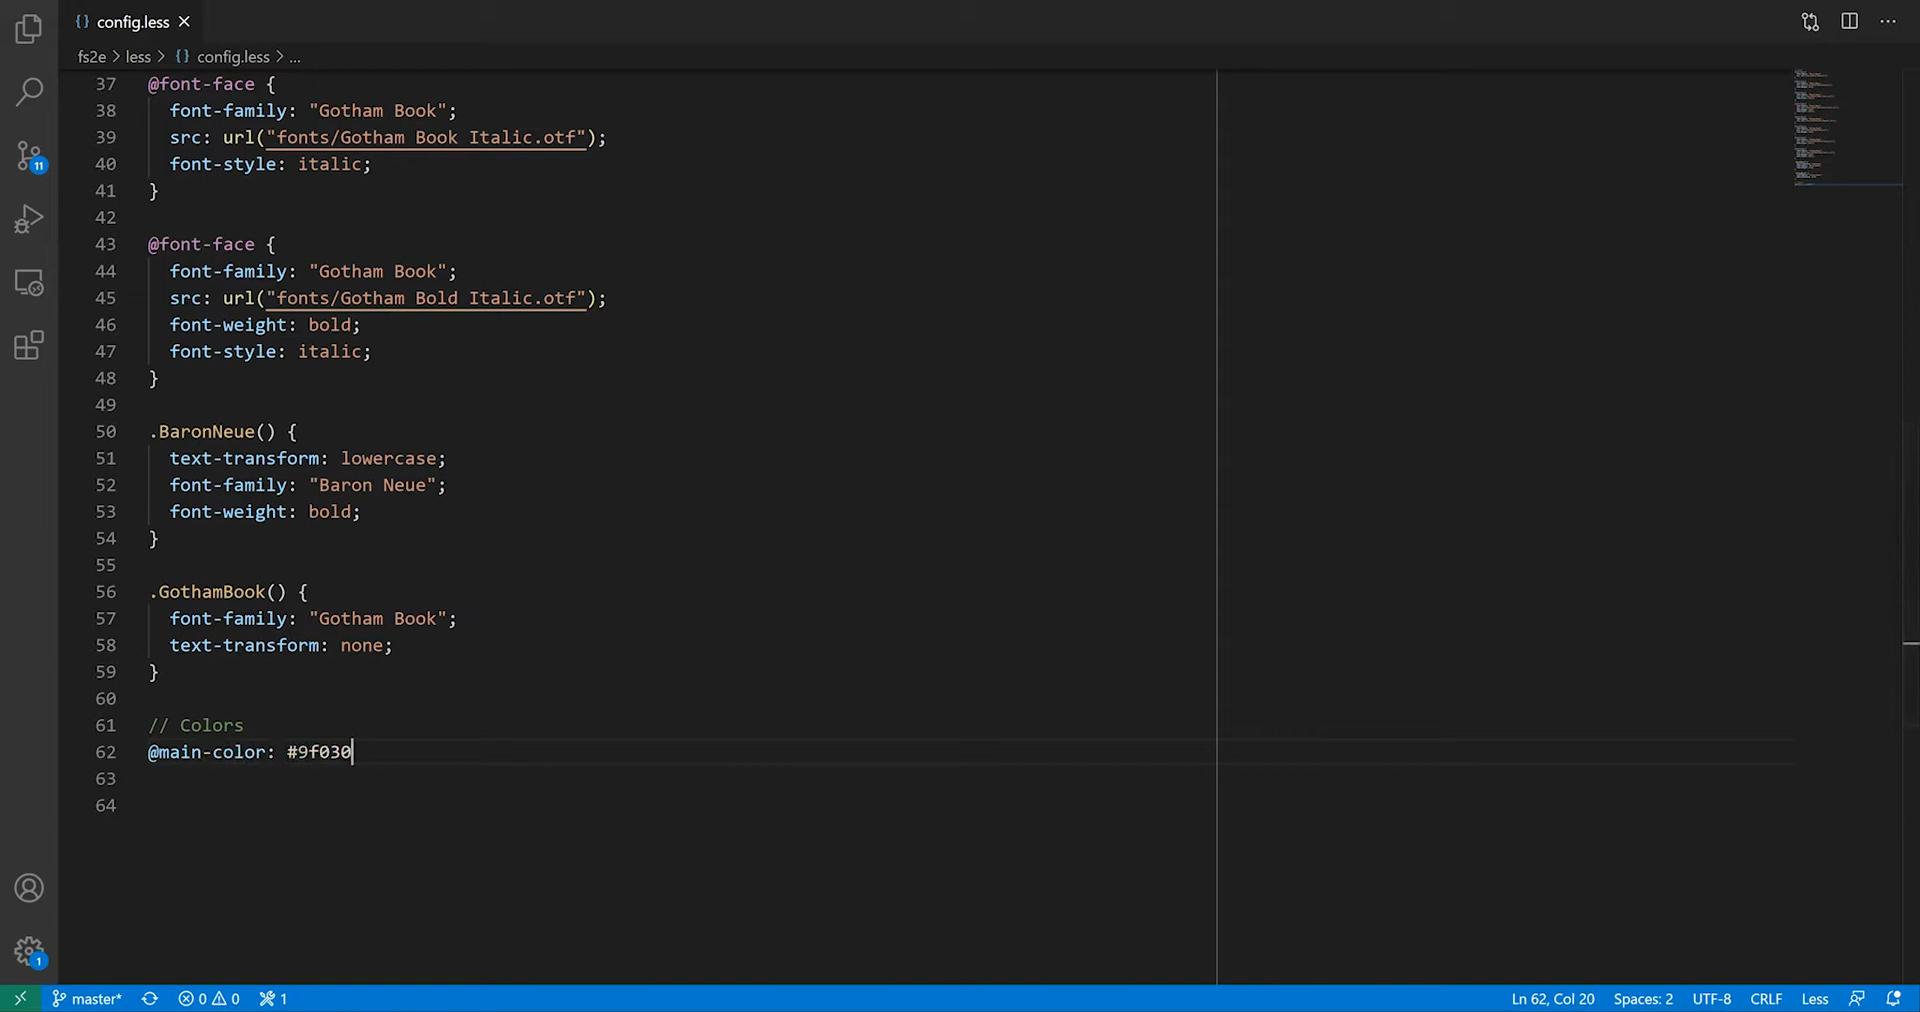 {} config.less ×
fs2e > less > {} config.less > ...
37 @font-face {
38   font-family: "Gotham Book";
39   src: url("fonts/Gotham Book Italic.otf");
40   font-style: italic;
41 }
42
43 @font-face {
44   font-family: "Gotham Book";
45   src: url("fonts/Gotham Bold Italic.otf");
46   font-weight: bold;
47   font-style: italic;
48 }
49
50 .BaronNeue() {
51   text-transform: lowercase;
52   font-family: "Baron Neue";
53   font-weight: bold;
54 }
55
56 .GothamBook() {
57   font-family: "Gotham Book";
58   text-transform: none;
59 }
60
61 // Colors
62 @main-color: #9f030
63
64
11
1
master* 0 0 1 Ln 62, Col 20 Spaces: 2 UTF-8 CRLF Less